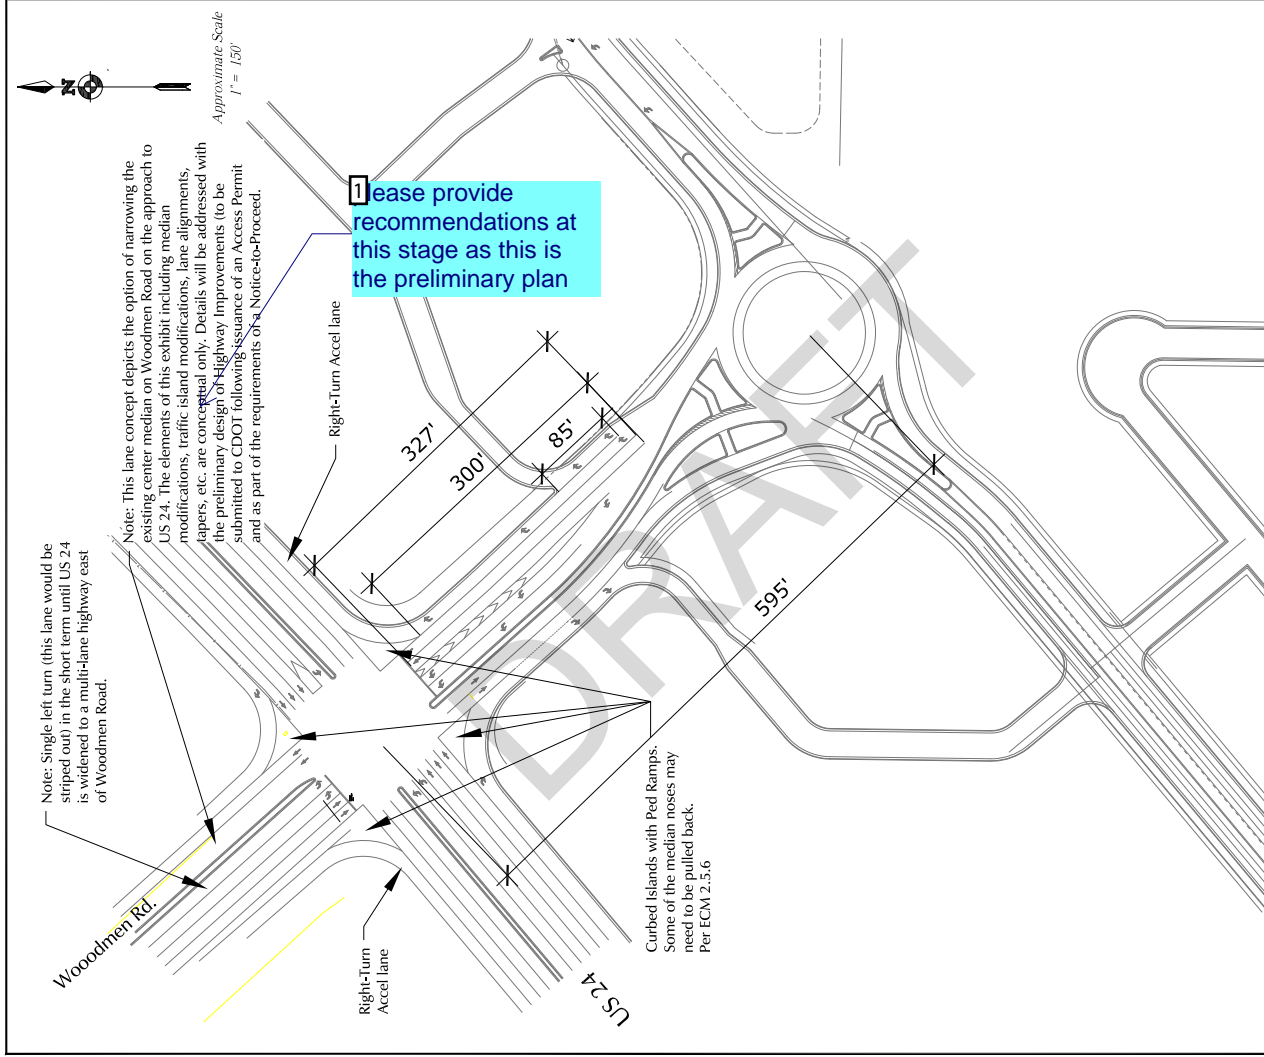 N
Approximate Scale
1" = 150'
Note: This lane concept depicts the option of narrowing the
existing center median on Woodmen Road on the approach to
US 24. The elements of this exhibit including median
modifications, traffic island modifications, lane alignments,
tapers, etc. are conceptual only. Details will be addressed with
the preliminary design of Highway Improvements (to be
submitted to CDOT following issuance of an Access Permit
and as part of the requirements of a Notice-to-Proceed.
1
lease provide
recommendations at
this stage as this is
the preliminary plan
Right-Turn Accel lane
327'
300'
85'
Note: Single left turn (this lane would be
striped out) in the short term until US 24
is widened to a multi-lane highway east
of Woodmen Road.
595'
DRAFT
Wooodmen Rd.
Right-Turn
Accel lane
US 24
Curbed Islands with Ped Ramps.
Some of the median noses may
need to be pulled back.
Per ECM 2.5.6